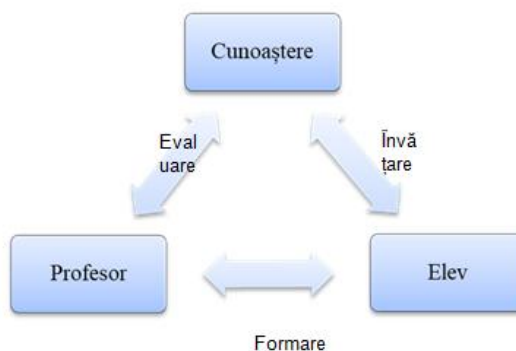 Cunoaștere
Eval
uare
Învă
țare
Profesor
Elev
Formare